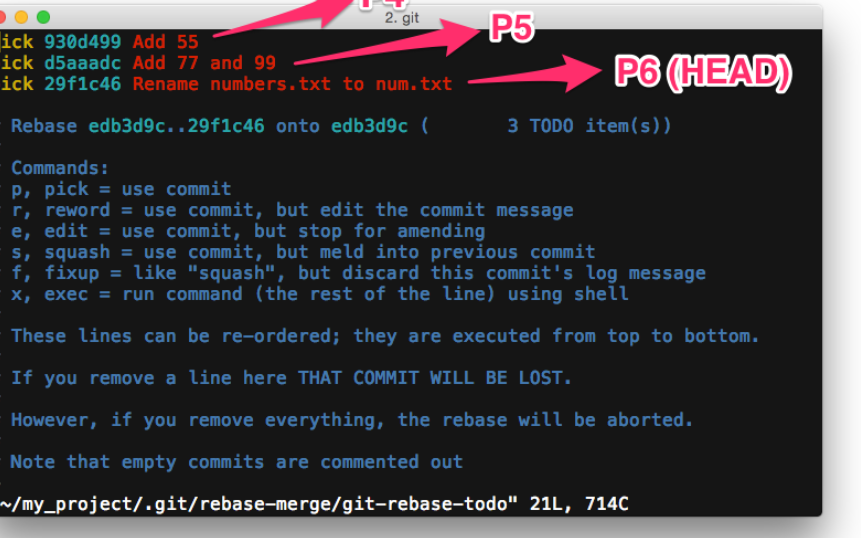 P4
2. git
ick 930d499 Add 55
P5
ick d5aaadc Add 77 and 99
ick 29f1c46 Rename numbers.txt to num.txt
P6 (HEAD)
Rebase edb3d9c..29f1c46 onto edb3d9c ( 3 TODO item(s))
Commands:
p, pick = use commit
r, reword = use commit, but edit the commit message
e, edit = use commit, but stop for amending
s, squash = use commit, but meld into previous commit
f, fixup = like "squash", but discard this commit's log message
x, exec = run command (the rest of the line) using shell
These lines can be re-ordered; they are executed from top to bottom.
If you remove a line here THAT COMMIT WILL BE LOST.
However, if you remove everything, the rebase will be aborted.
Note that empty commits are commented out
~/my_project/.git/rebase-merge/git-rebase-todo" 21L, 714C